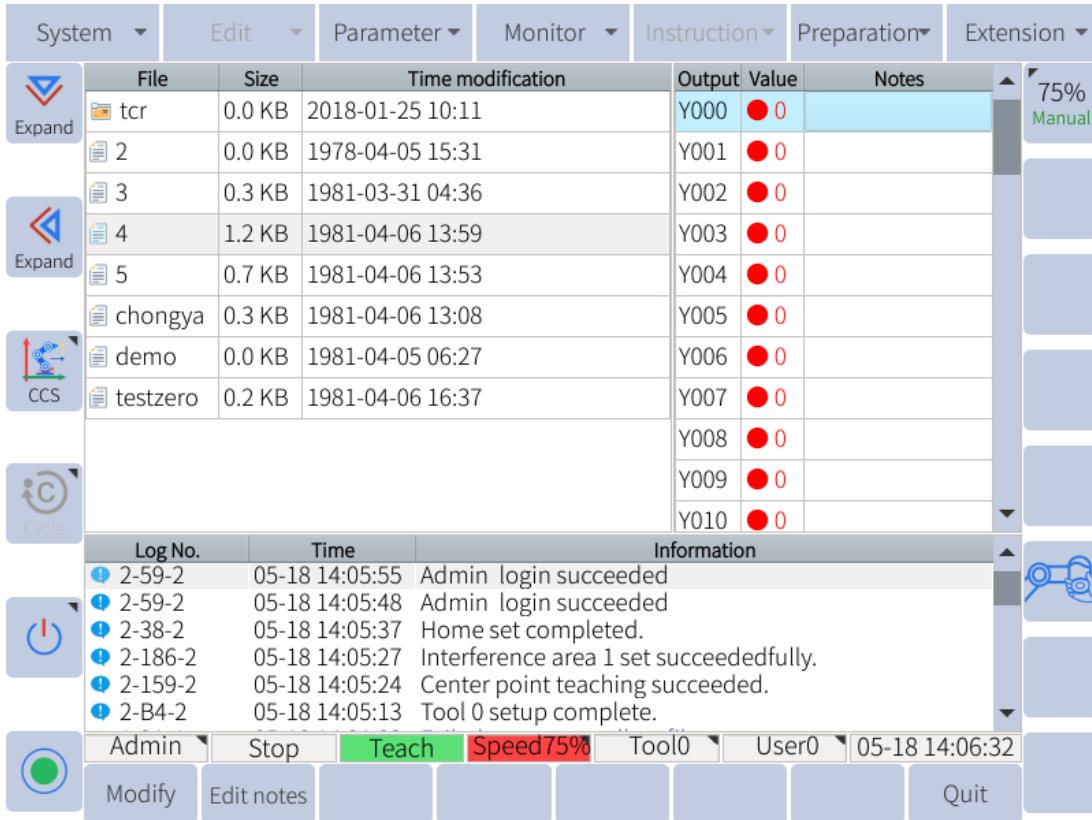 System Edit Parameter Monitor Instruction Preparation Extension
File Size Time modification Output Value Notes
75%
Manual
Expand
tcr 0.0 KB 2018-01-25 10:11 Y000 0
2 0.0 KB 1978-04-05 15:31 Y001 0
3 0.3 KB 1981-03-31 04:36 Y002 0
4 1.2 KB 1981-04-06 13:59 Y003 0
Expand
5 0.7 KB 1981-04-06 13:53 Y004 0
chongya 0.3 KB 1981-04-06 13:08 Y005 0
demo 0.0 KB 1981-04-05 06:27 Y006 0
CCS
testzero 0.2 KB 1981-04-06 16:37 Y007 0
Y008 0
Y009 0
C
Cycle
Y010 0
Log No. Time Information
2-59-2 05-18 14:05:55 Admin login succeeded
2-59-2 05-18 14:05:48 Admin login succeeded
2-38-2 05-18 14:05:37 Home set completed.
2-186-2 05-18 14:05:27 Interference area 1 set succeededfully.
2-159-2 05-18 14:05:24 Center point teaching succeeded.
2-B4-2 05-18 14:05:13 Tool 0 setup complete.
Admin Stop Teach Speed75% Tool0 User0 05-18 14:06:32
Modify Edit notes Quit